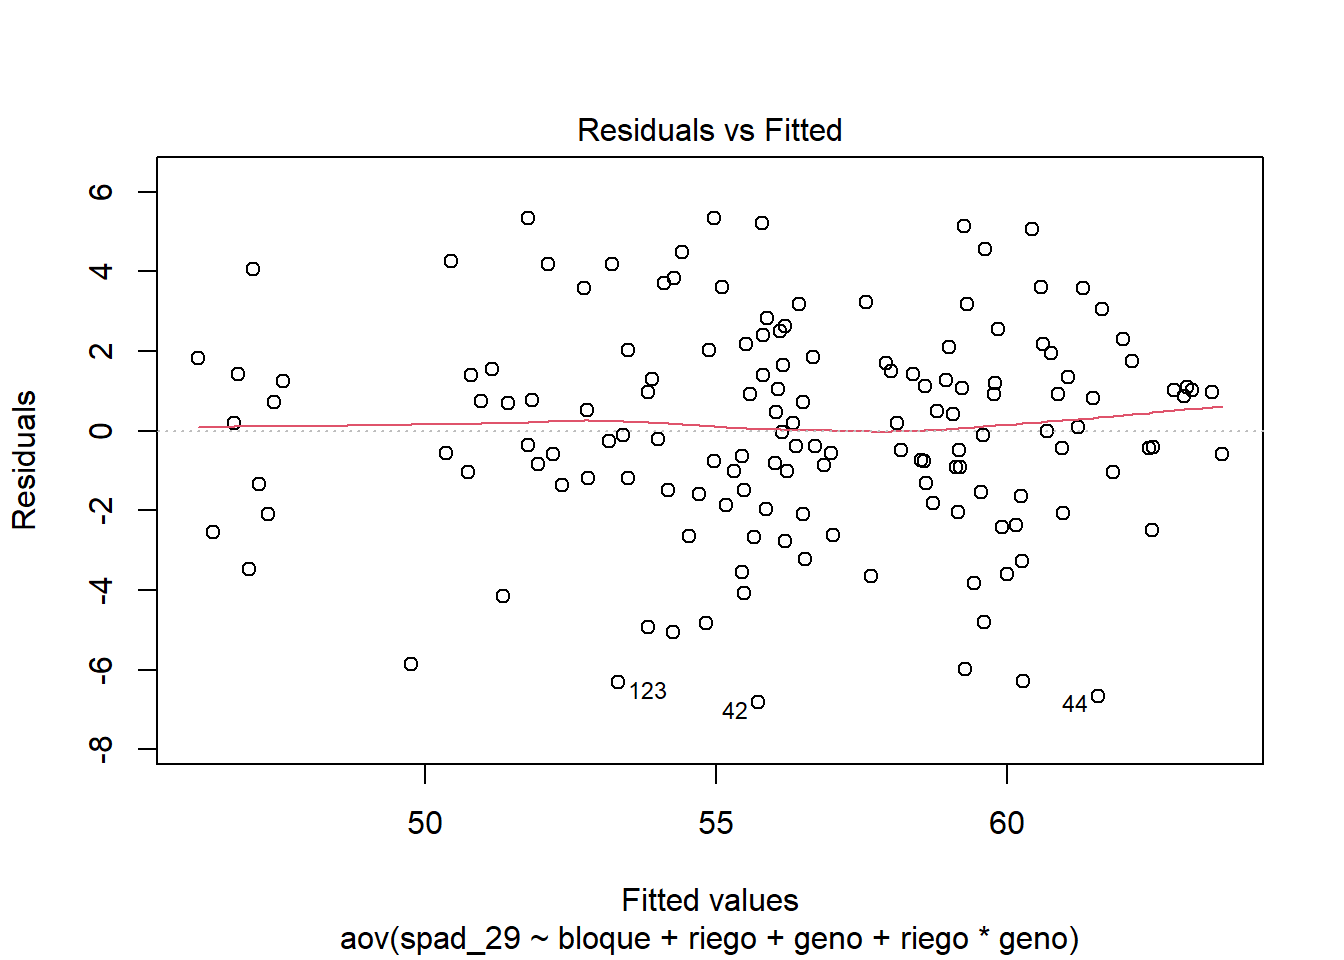 Residuals vs Fitted
Residuals
6
4
2
0
-2
-4
-6
-8
123
42
44
50 55 60
Fitted values
aov(spad_29 ~ bloque + riego + geno + riego * geno)